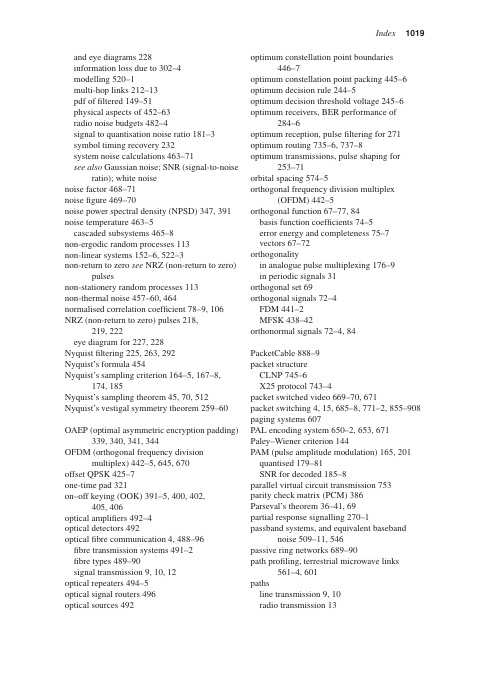 Index 1019
and eye diagrams 228
information loss due to 302–4
modelling 520–1
multi-hop links 212–13
pdf of filtered 149–51
physical aspects of 452–63
radio noise budgets 482–4
signal to quantisation noise ratio 181–3
symbol timing recovery 232
system noise calculations 463–71
see also Gaussian noise; SNR (signal-to-noise
ratio); white noise
noise factor 468–71
noise figure 469–70
noise power spectral density (NPSD) 347, 391
noise temperature 463–5
cascaded subsystems 465–8
non-ergodic random processes 113
non-linear systems 152–6, 522–3
non-return to zero see NRZ (non-return to zero)
pulses
non-stationary random processes 113
non-thermal noise 457–60, 464
normalised correlation coefficient 78–9, 106
NRZ (non-return to zero) pulses 218,
219, 222
eye diagram for 227, 228
Nyquist filtering 225, 263, 292
Nyquist's formula 454
Nyquist's sampling criterion 164–5, 167–8,
174, 185
Nyquist's sampling theorem 45, 70, 512
Nyquist's vestigal symmetry theorem 259–60
OAEP (optimal asymmetric encryption padding)
339, 340, 341, 344
OFDM (orthogonal frequency division
multiplex) 442–5, 645, 670
offset QPSK 425–7
one-time pad 321
on–off keying (OOK) 391–5, 400, 402,
405, 406
optical amplifiers 492–4
optical detectors 492
optical fibre communication 4, 488–96
fibre transmission systems 491–2
fibre types 489–90
signal transmission 9, 10, 12
optical repeaters 494–5
optical signal routers 496
optical sources 492
optimum constellation point boundaries
446–7
optimum constellation point packing 445–6
optimum decision rule 244–5
optimum decision threshold voltage 245–6
optimum receivers, BER performance of
284–6
optimum reception, pulse filtering for 271
optimum routing 735–6, 737–8
optimum transmissions, pulse shaping for
253–71
orbital spacing 574–5
orthogonal frequency division multiplex
(OFDM) 442–5
orthogonal function 67–77, 84
basis function coefficients 74–5
error energy and completeness 75–7
vectors 67–72
orthogonality
in analogue pulse multiplexing 176–9
in periodic signals 31
orthogonal set 69
orthogonal signals 72–4
FDM 441–2
MFSK 438–42
orthonormal signals 72–4, 84
PacketCable 888–9
packet structure
CLNP 745–6
X25 protocol 743–4
packet switched video 669–70, 671
packet switching 4, 15, 685–8, 771–2, 855–908
paging systems 607
PAL encoding system 650–2, 653, 671
Paley–Wiener criterion 144
PAM (pulse amplitude modulation) 165, 201
quantised 179–81
SNR for decoded 185–8
parallel virtual circuit transmission 753
parity check matrix (PCM) 386
Parseval's theorem 36–41, 69
partial response signalling 270–1
passband systems, and equivalent baseband
noise 509–11, 546
passive ring networks 689–90
path profiling, terrestrial microwave links
561–4, 601
paths
line transmission 9, 10
radio transmission 13